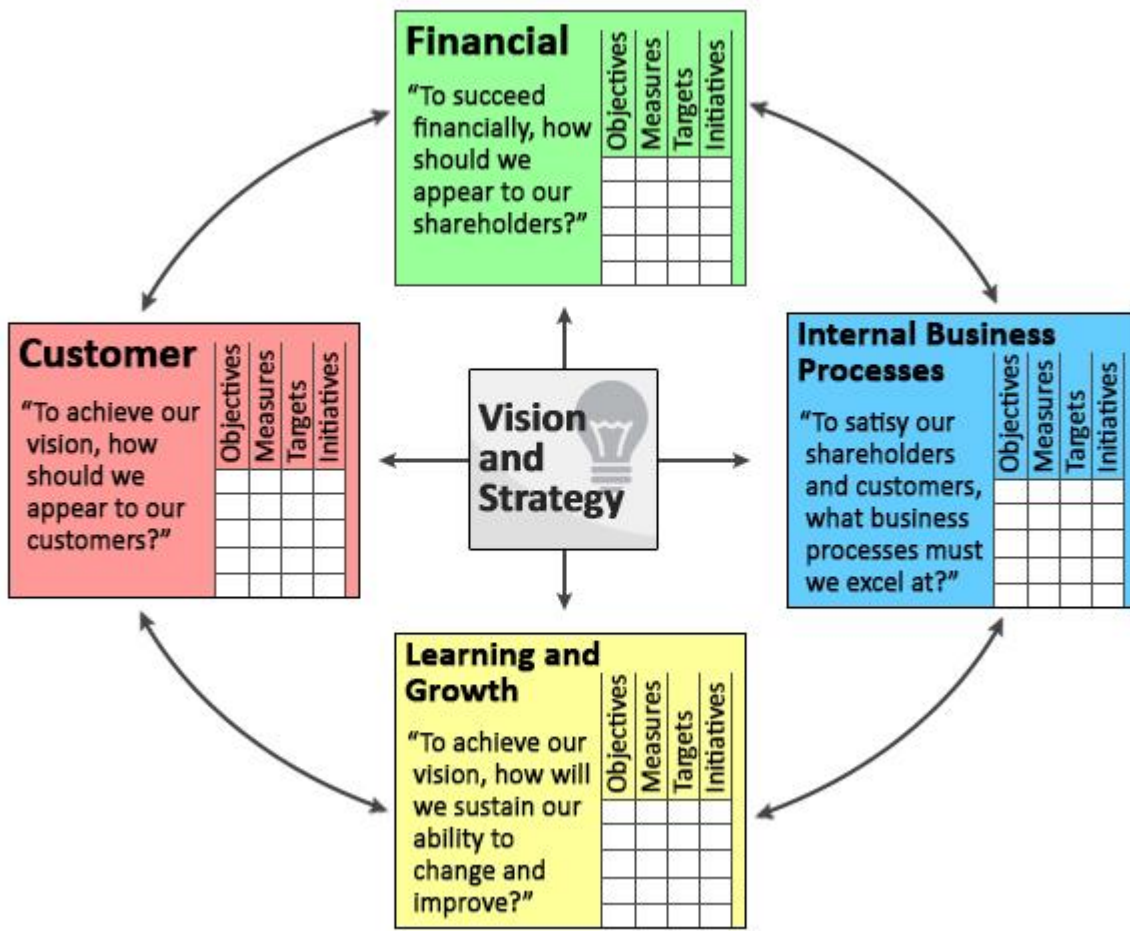 Financial
“To succeed
financially, how
should we
appear to our
shareholders?”
Objectives
Measures
Targets
Initiatives
Customer
“To achieve our
vision, how
should we
appear to our
customers?”
Objectives
Measures
Targets
Initiatives
Vision
and
Strategy
Internal Business
Processes
“To satisy our
shareholders
and customers,
what business
processes must
we excel at?”
Objectives
Measures
Targets
Initiatives
Learning and
Growth
“To achieve our
vision, how will
we sustain our
ability to
change and
improve?”
Objectives
Measures
Targets
Initiatives